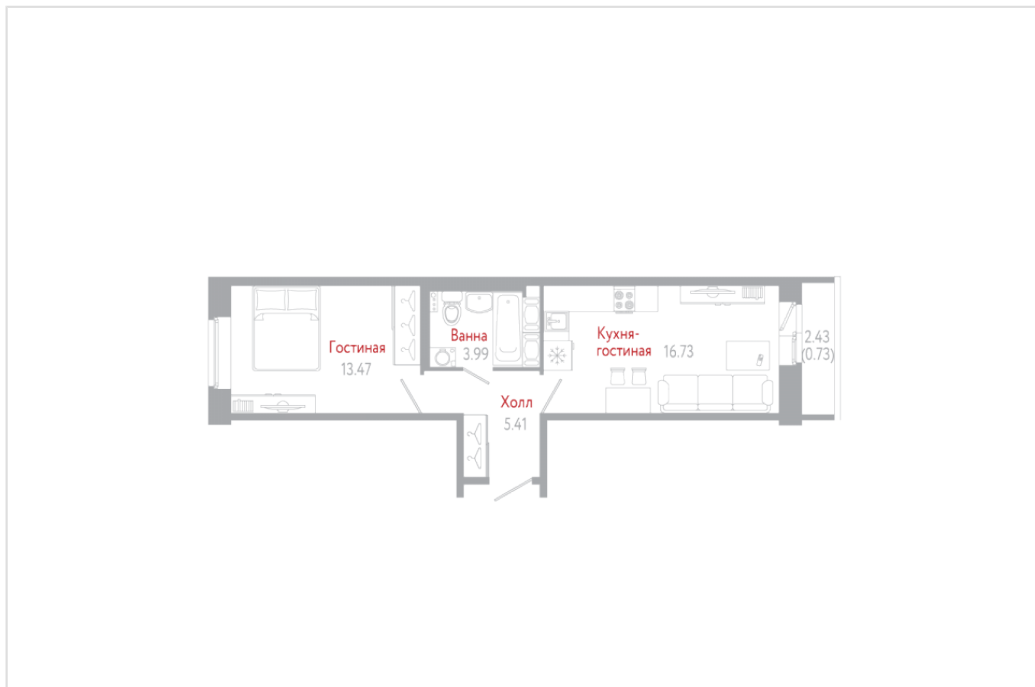 Гостиная
13.47
Ванна
3.99
Холл
5.41
Кухня-
гостиная
16.73
2.43
(0.73)